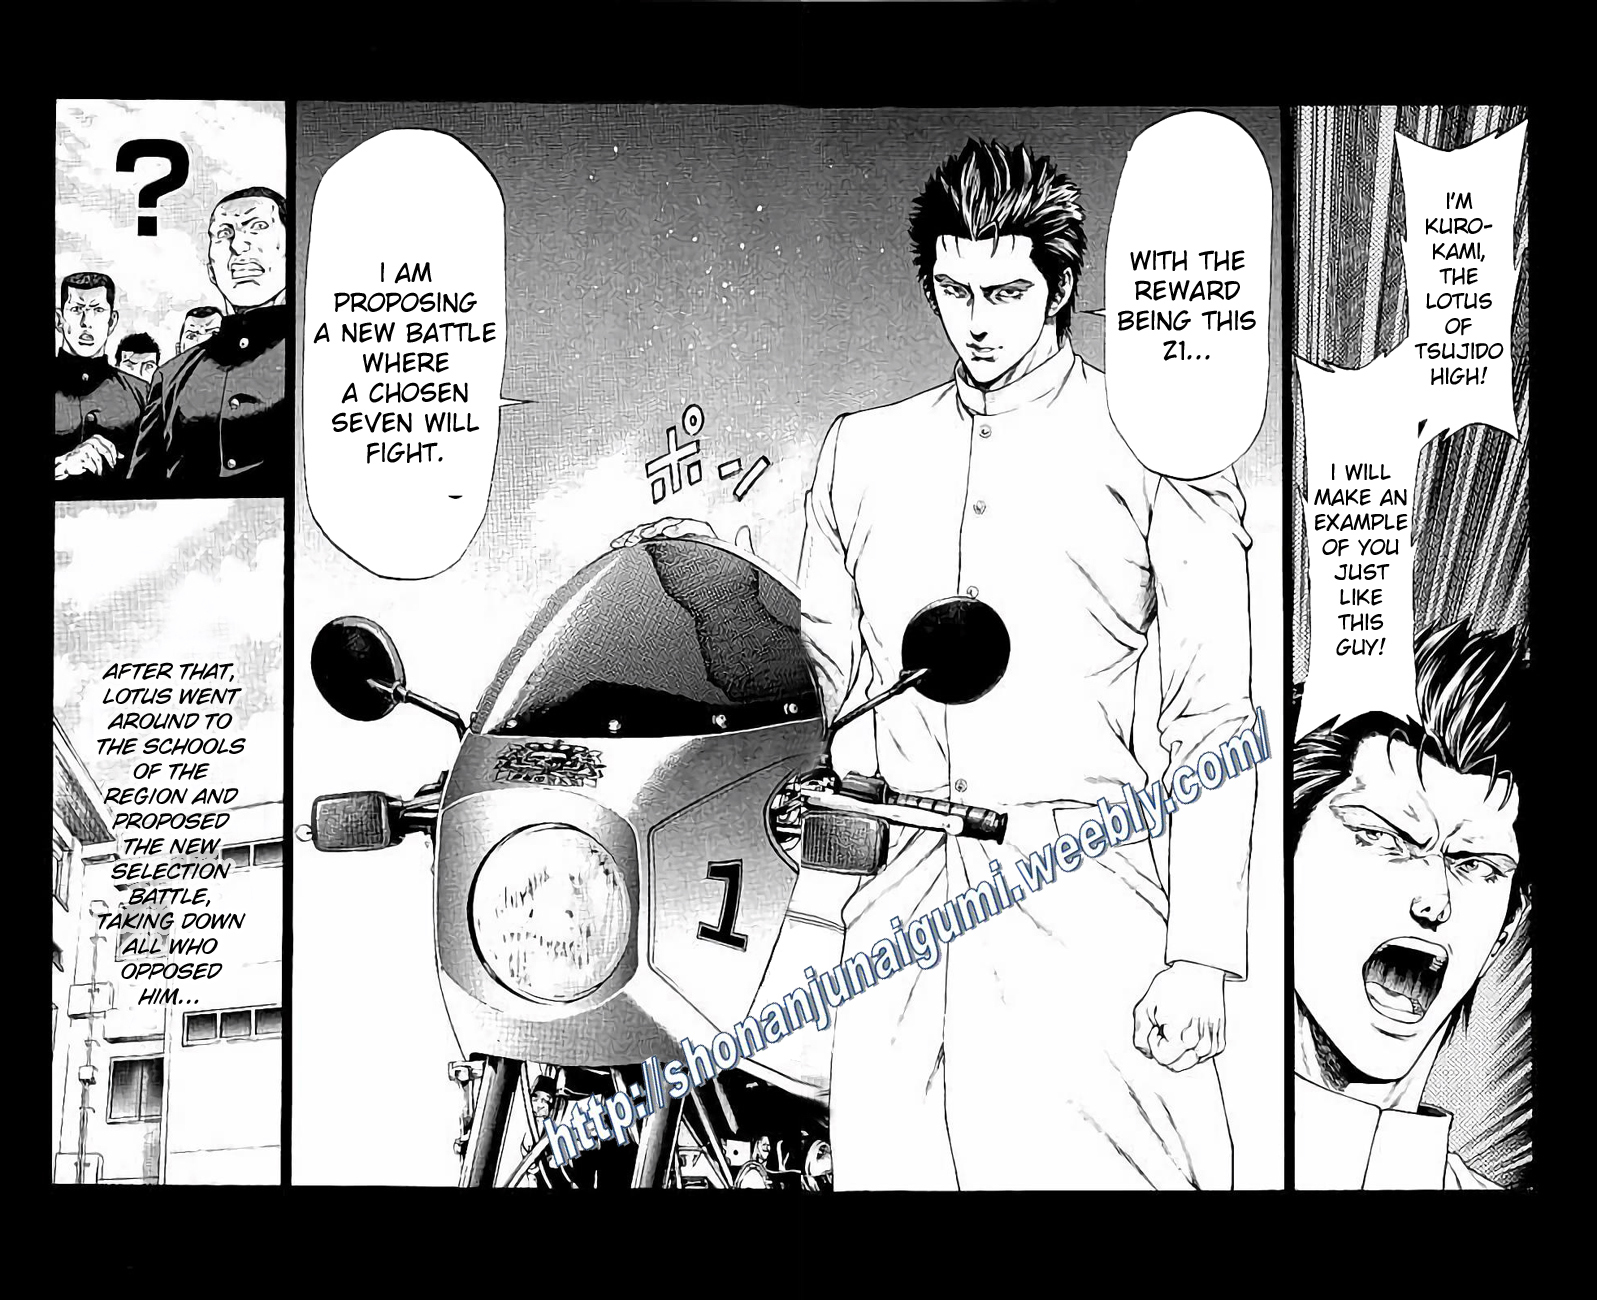 I'M
KURO-
KAMI,
THE
LOTUS
OF
TSUJIDO
HIGH!
I WILL
MAKE AN
EXAMPLE
OF YOU
JUST
LIKE
THIS
GUY!
WITH THE
REWARD
BEING THIS
21...
ポン
I AM
PROPOSING
A NEW BATTLE
WHERE
A CHOSEN
SEVEN WILL
FIGHT.
1
http://shonanjunaigumi.weebly.com/
?
AFTER THAT,
LOTUS WENT
AROUND TO
THE SCHOOLS
OF THE
REGION AND
PROPOSED
THE NEW
SELECTION
BATTLE,
TAKING DOWN
ALL WHO
OPPOSED
HIM...